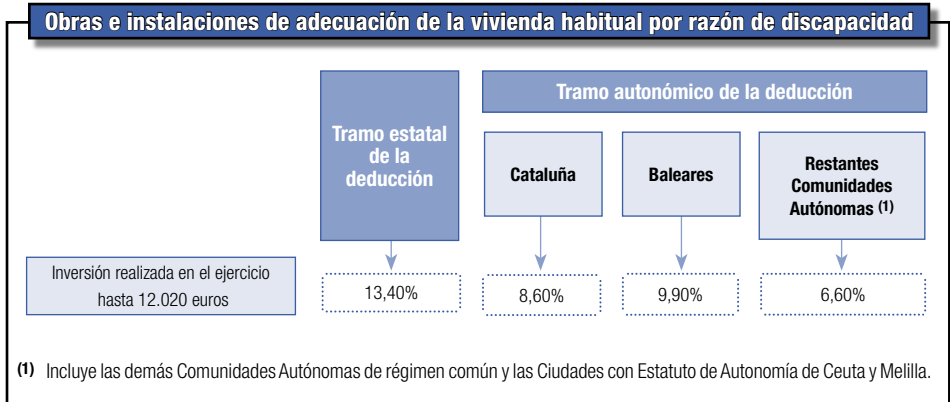 Obras e instalaciones de adecuación de la vivienda habitual por razón de discapacidad
Tramo estatal
de la
deducción
Tramo autonómico de la deducción
Cataluña
Baleares
Restantes
Comunidades
Autónomas (1)
Inversión realizada en el ejercicio
hasta 12.020 euros
13,40%
8,60%
9,90%
6,60%
(1) Incluye las demás Comunidades Autónomas de régimen común y las Ciudades con Estatuto de Autonomía de Ceuta y Melilla.